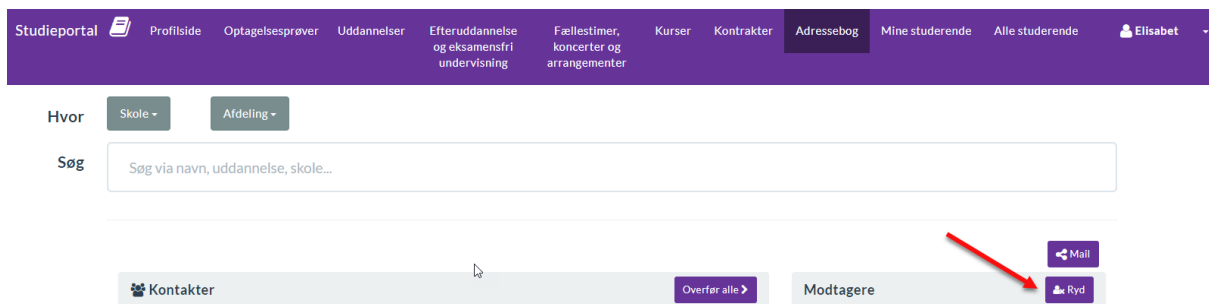 Studieportal Profilside Optagelsesprøver Uddannelser Efteruddannelse og eksamensfri undervisning Fællestimer, koncerter og arrangementer Kurser Kontrakter Adressebog Mine studerende Alle studerende Elisabet
Hvor Skole Afdeling
Søg Søg via navn, uddannelse, skole...
Mail
Kontakter Overfør alle Modtagere Ryd